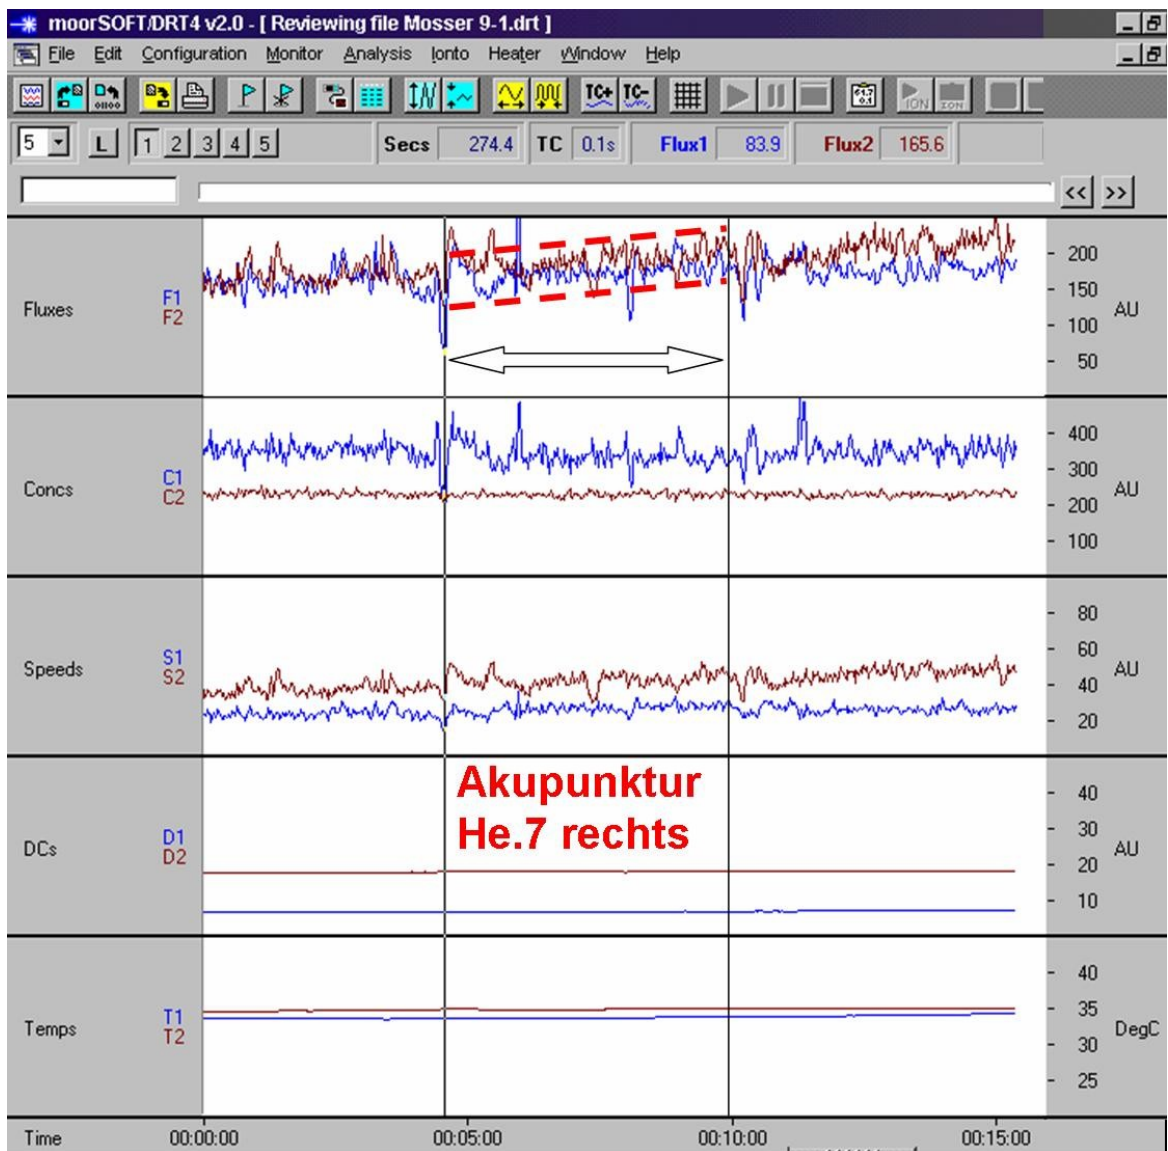 moorSOFT/DRT4 v2.0 - [ Reviewing file Mosser 9-1.drt ]
File Edit Configuration Monitor Analysis Ionto Heater Window Help
TC+ TC-
5 L 1 2 3 4 5 Secs 274.4 TC 0.1s Flux1 83.9 Flux2 165.6
<< >>
Fluxes F1 F2 200 150 100 50 AU
Concs C1 C2 400 300 200 100 AU
Speeds S1 S2 80 60 40 20 AU
Akupunktur
He.7 rechts
DCs D1 D2 40 30 20 10 AU
Temps T1 T2 40 35 30 25 DegC
Time 00:00:00 00:05:00 00:10:00 00:15:00